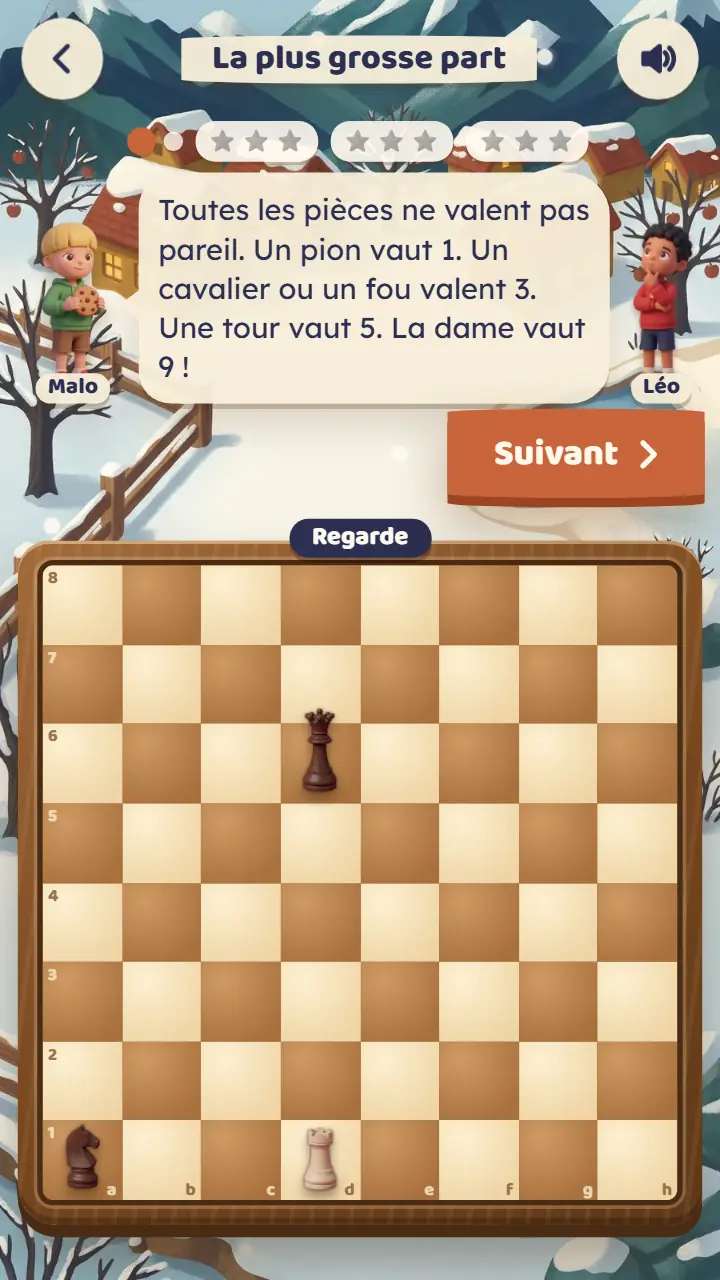 La plus grosse part
Toutes les pièces ne valent pas
pareil. Un pion vaut 1. Un
cavalier ou un fou valent 3.
Une tour vaut 5. La dame vaut
9 !
Malo
Léo
Suivant
Regarde
8
7
6
5
4
3
2
1
a b c d e f g h